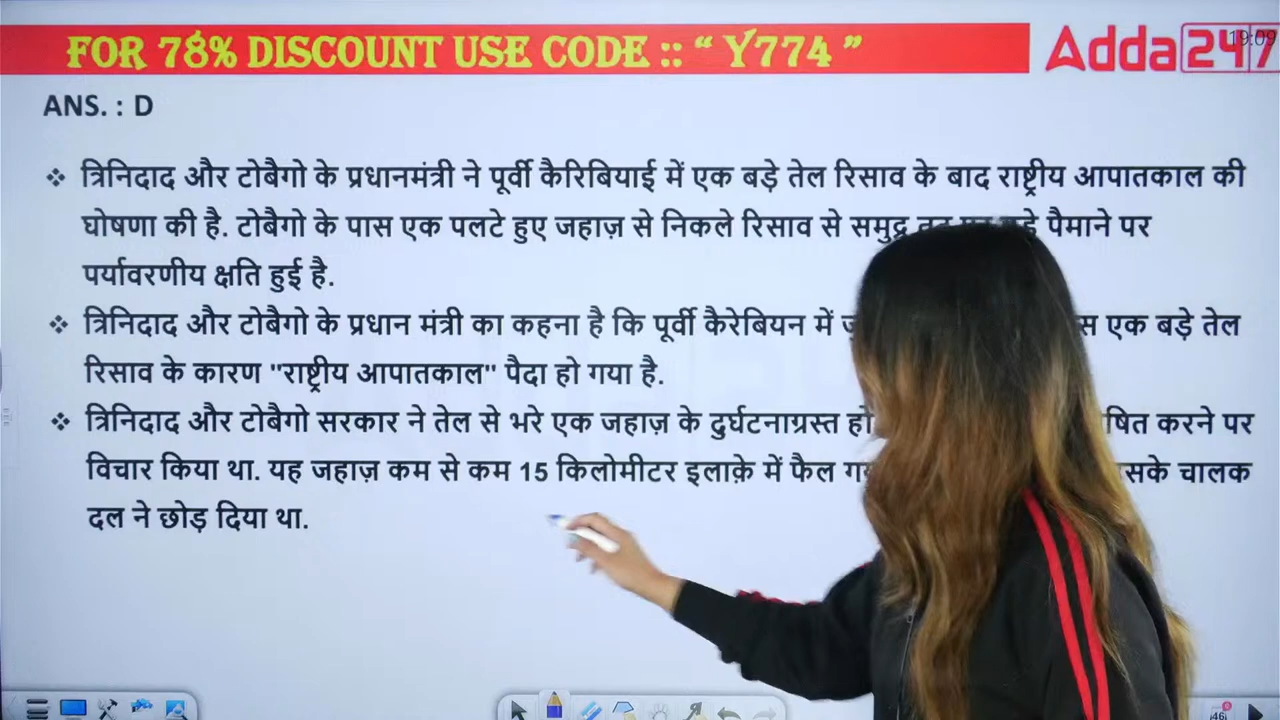 FOR 78% DISCOUNT USE CODE :: “ Y774 ”
Adda 247
19:09
ANS. : D
❖ त्रिनिदाद और टोबैगो के प्रधानमंत्री ने पूर्वी कैरिबियाई में एक बड़े तेल रिसाव के बाद राष्ट्रीय आपातकाल की
घोषणा की है. टोबैगो के पास एक पलटे हुए जहाज़ से निकले रिसाव से समुद्र पैमाने पर
पर्यावरणीय क्षति हुई है.
❖ त्रिनिदाद और टोबैगो के प्रधान मंत्री का कहना है कि पूर्वी कैरेबियन में एक बड़े तेल
रिसाव के कारण "राष्ट्रीय आपातकाल" पैदा हो गया है.
❖ त्रिनिदाद और टोबैगो सरकार ने तेल से भरे एक जहाज़ के दुर्घटनाग्रस्त करने पर
विचार किया था. यह जहाज़ कम से कम 15 किलोमीटर इलाक़े में फैल चालक
दल ने छोड़ दिया था.